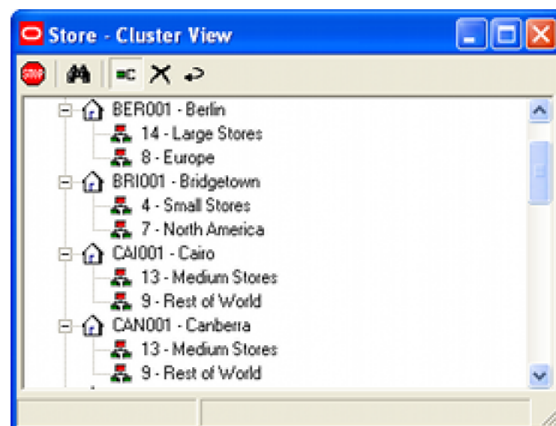 Store - Cluster View
STOP
=C
BER001 - Berlin
14 - Large Stores
8 - Europe
BRI001 - Bridgetown
4 - Small Stores
7 - North America
CAI001 - Cairo
13 - Medium Stores
9 - Rest of World
CAN001 - Canberra
13 - Medium Stores
9 - Rest of World